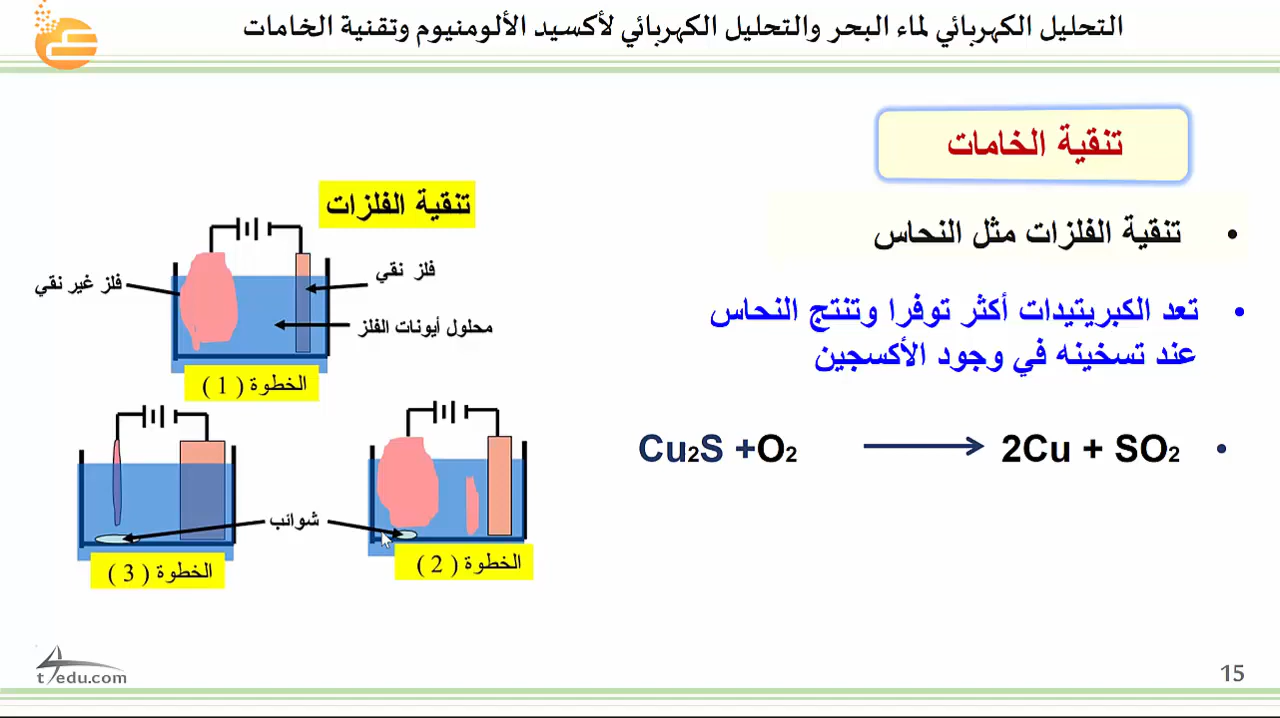 التحليل الكهربائي لماء البحر والتحليل الكهربائي لأكسيد الألومنيوم وتقنية الخامات
تنقية الخامات
• تنقية الفلزات مثل النحاس
• تعد الكبريتيدات أكثر توفرا وتنتج النحاس
عند تسخينه في وجود الأكسجين
• Cu2S +O2 ⟶ 2Cu + SO2
تنقية الفلزات
فلز نقي
فلز غير نقي
محلول أيونات الفلز
الخطوة ( 1 )
شوائب
الخطوة ( 2 )
الخطوة ( 3 )
t4edu.com
15